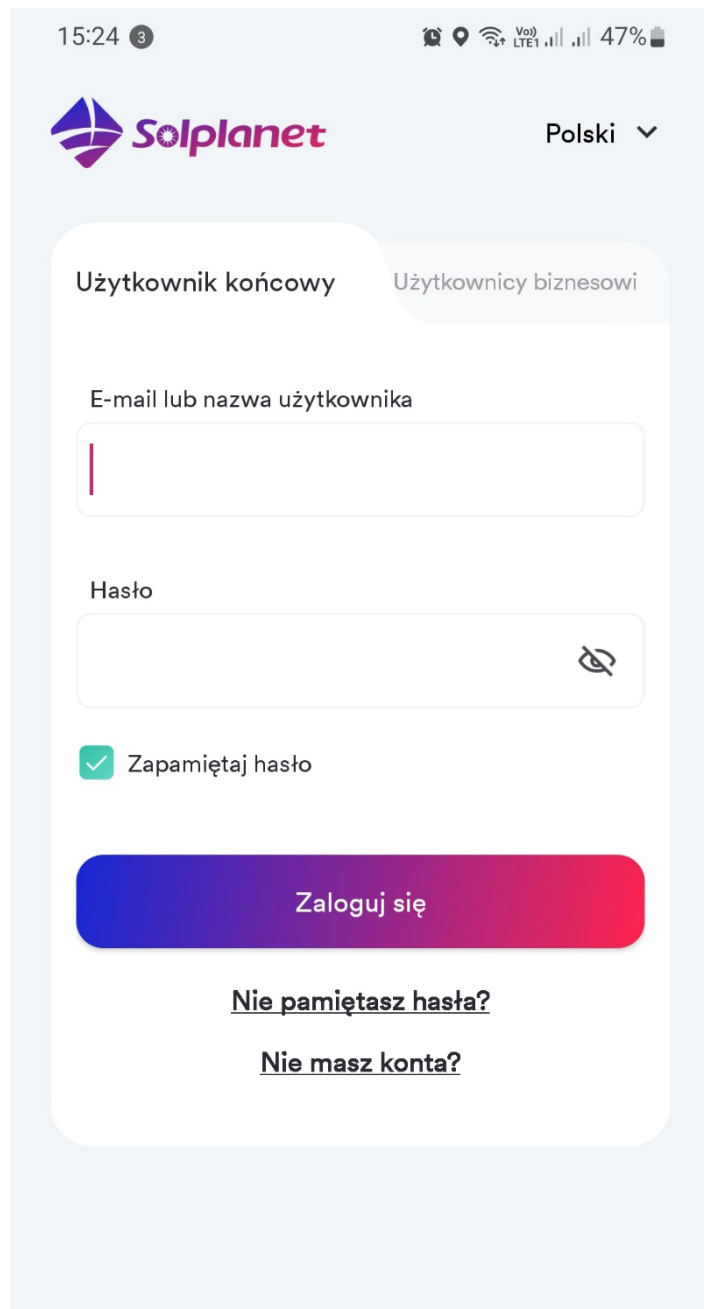 15:24 3 Vo)) LTE1 47%
Solplanet Polski
Użytkownik końcowy Użytkownicy biznesowi
E-mail lub nazwa użytkownika
Hasło
Zapamiętaj hasło
Zaloguj się
Nie pamiętasz hasła?
Nie masz konta?